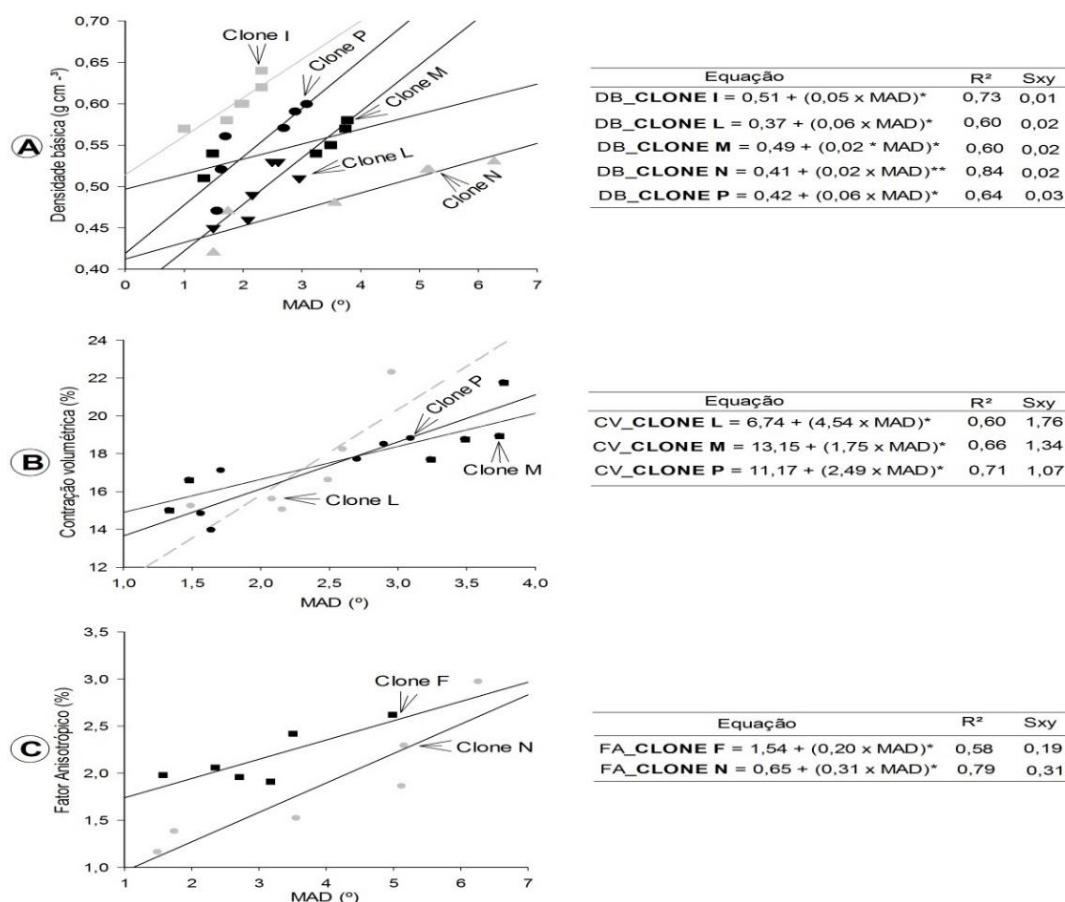 A
Densidade básica (g cm -³)
0,70
0,65
0,60
0,55
0,50
0,45
0,40
0 1 2 3 4 5 6 7
MAD (º)
Clone I
Clone P
Clone M
Clone L
Clone N
Equação R² Sxy
DB_CLONE I = 0,51 + (0,05 x MAD)* 0,73 0,01
DB_CLONE L = 0,37 + (0,06 x MAD)* 0,60 0,02
DB_CLONE M = 0,49 + (0,02 * MAD)* 0,60 0,02
DB_CLONE N = 0,41 + (0,02 x MAD)** 0,84 0,02
DB_CLONE P = 0,42 + (0,06 x MAD)* 0,64 0,03
B
Contração volumétrica (%)
24
22
20
18
16
14
12
1,0 1,5 2,0 2,5 3,0 3,5 4,0
MAD (º)
Clone P
Clone M
Clone L
Equação R² Sxy
CV_CLONE L = 6,74 + (4,54 x MAD)* 0,60 1,76
CV_CLONE M = 13,15 + (1,75 x MAD)* 0,66 1,34
CV_CLONE P = 11,17 + (2,49 x MAD)* 0,71 1,07
C
Fator Anisotrópico (%)
3,5
3,0
2,5
2,0
1,5
1,0
1 2 3 4 5 6 7
MAD (º)
Clone F
Clone N
Equação R² Sxy
FA_CLONE F = 1,54 + (0,20 x MAD)* 0,58 0,19
FA_CLONE N = 0,65 + (0,31 x MAD)* 0,79 0,31